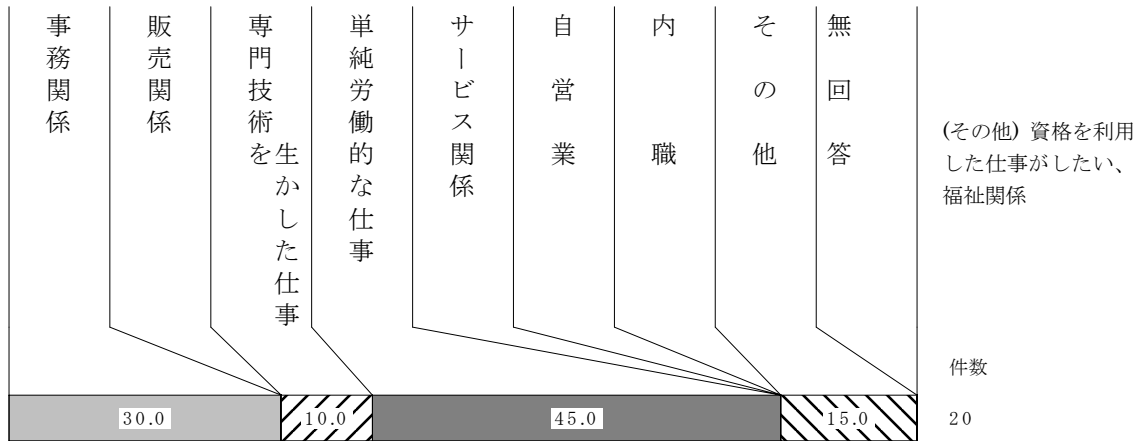 事務関係
販売関係
専門技術を
生かした仕事
単純労働的な仕事
サービス関係
自営業
内職
その他
無回答
(その他) 資格を利用
した仕事がしたい、
福祉関係
件数
30.0
10.0
45.0
15.0
20